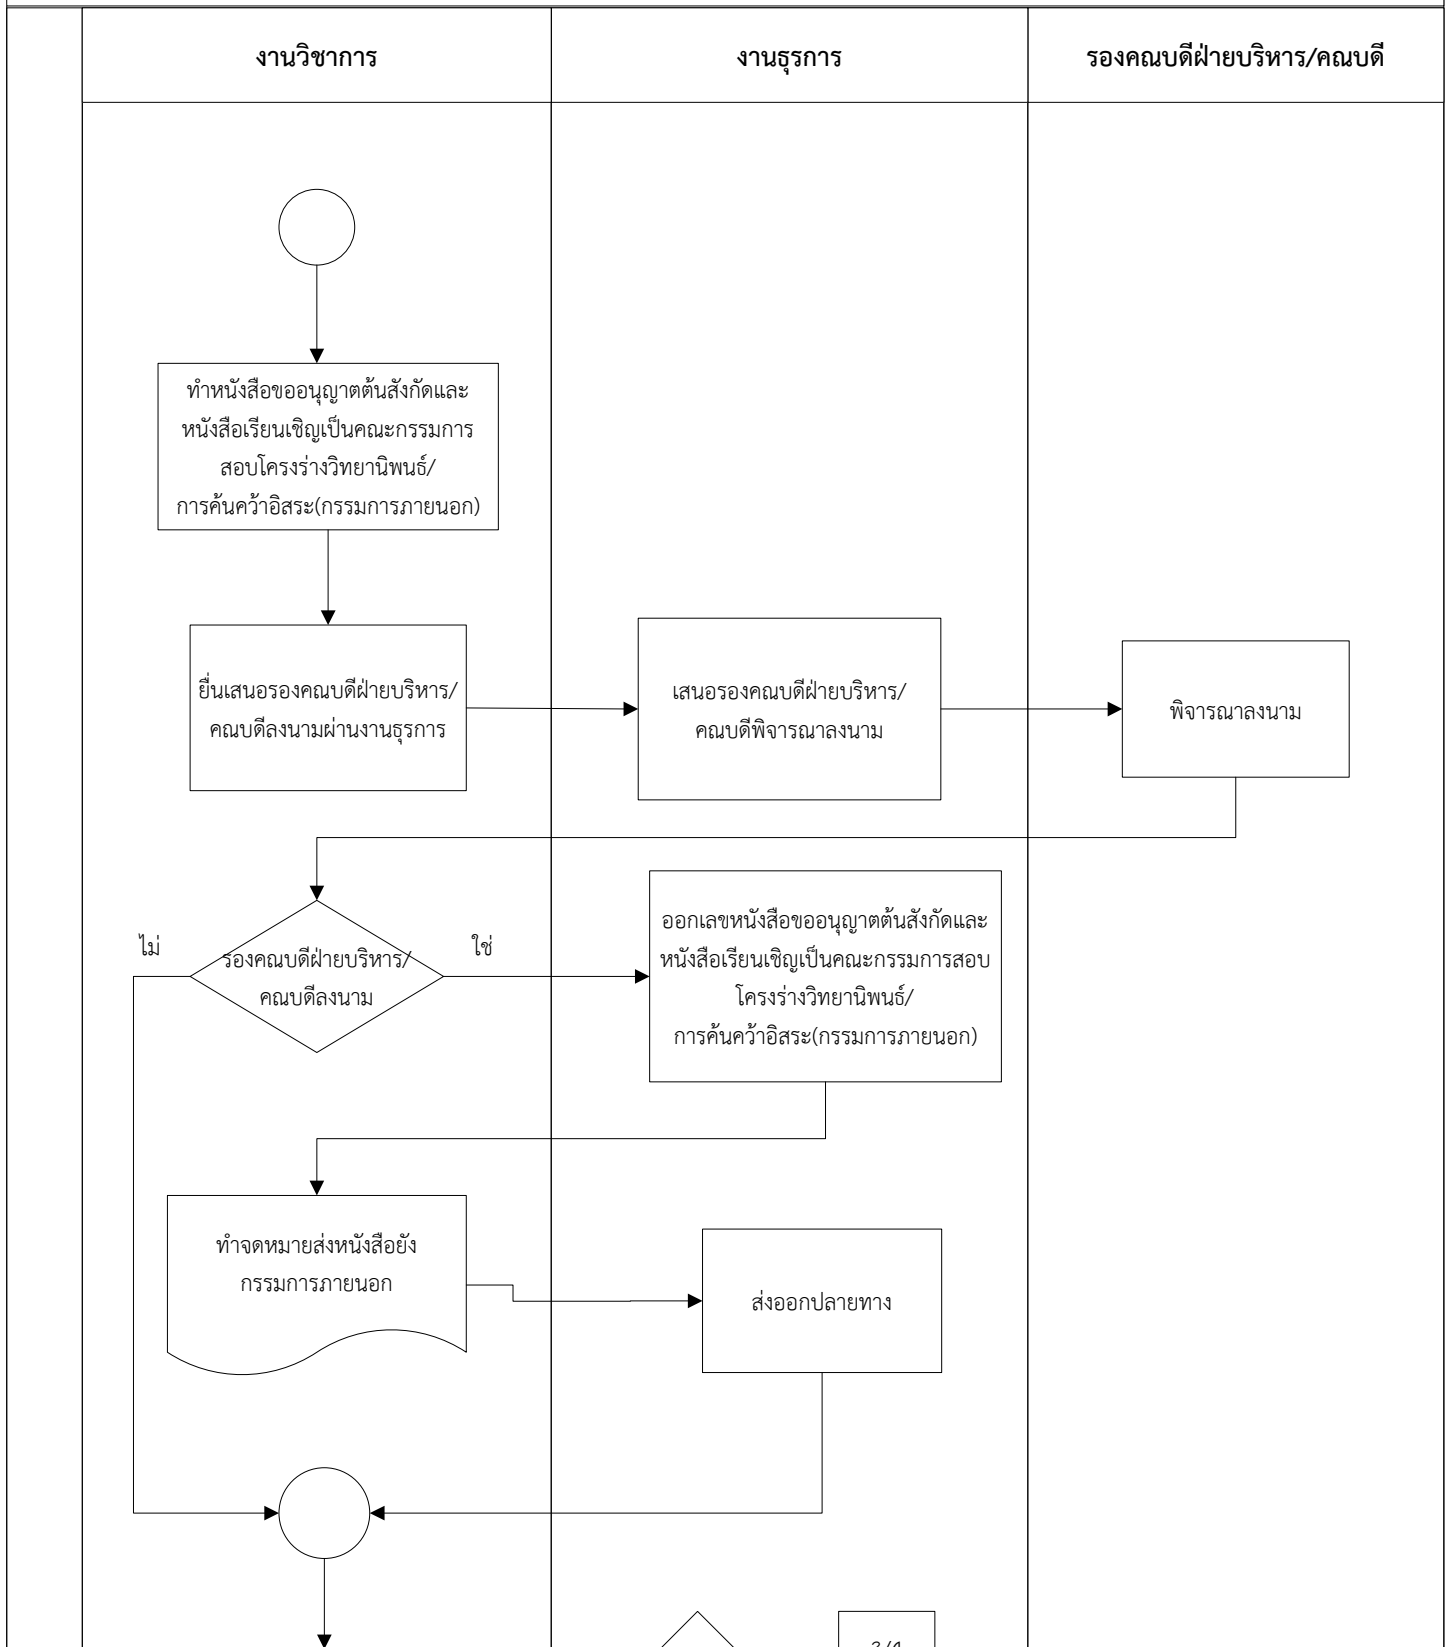 งานวิชาการ
งานธุรการ
รองคณบดีฝ่ายบริหาร/คณบดี
ทำหนังสือขออนุญาตต้นสังกัดและ
หนังสือเรียนเชิญเป็นคณะกรรมการ
สอบโครงร่างวิทยานิพนธ์/
การค้นคว้าอิสระ(กรรมการภายนอก)
ยื่นเสนอรองคณบดีฝ่ายบริหาร/
คณบดีลงนามผ่านงานธุรการ
เสนอรองคณบดีฝ่ายบริหาร/
คณบดีพิจารณาลงนาม
พิจารณาลงนาม
ไม่
รองคณบดีฝ่ายบริหาร/
คณบดีลงนาม
ใช่
ออกเลขหนังสือขออนุญาตต้นสังกัดและ
หนังสือเรียนเชิญเป็นคณะกรรมการสอบ
โครงร่างวิทยานิพนธ์/
การค้นคว้าอิสระ(กรรมการภายนอก)
ทำจดหมายส่งหนังสือยัง
กรรมการภายนอก
ส่งออกปลายทาง